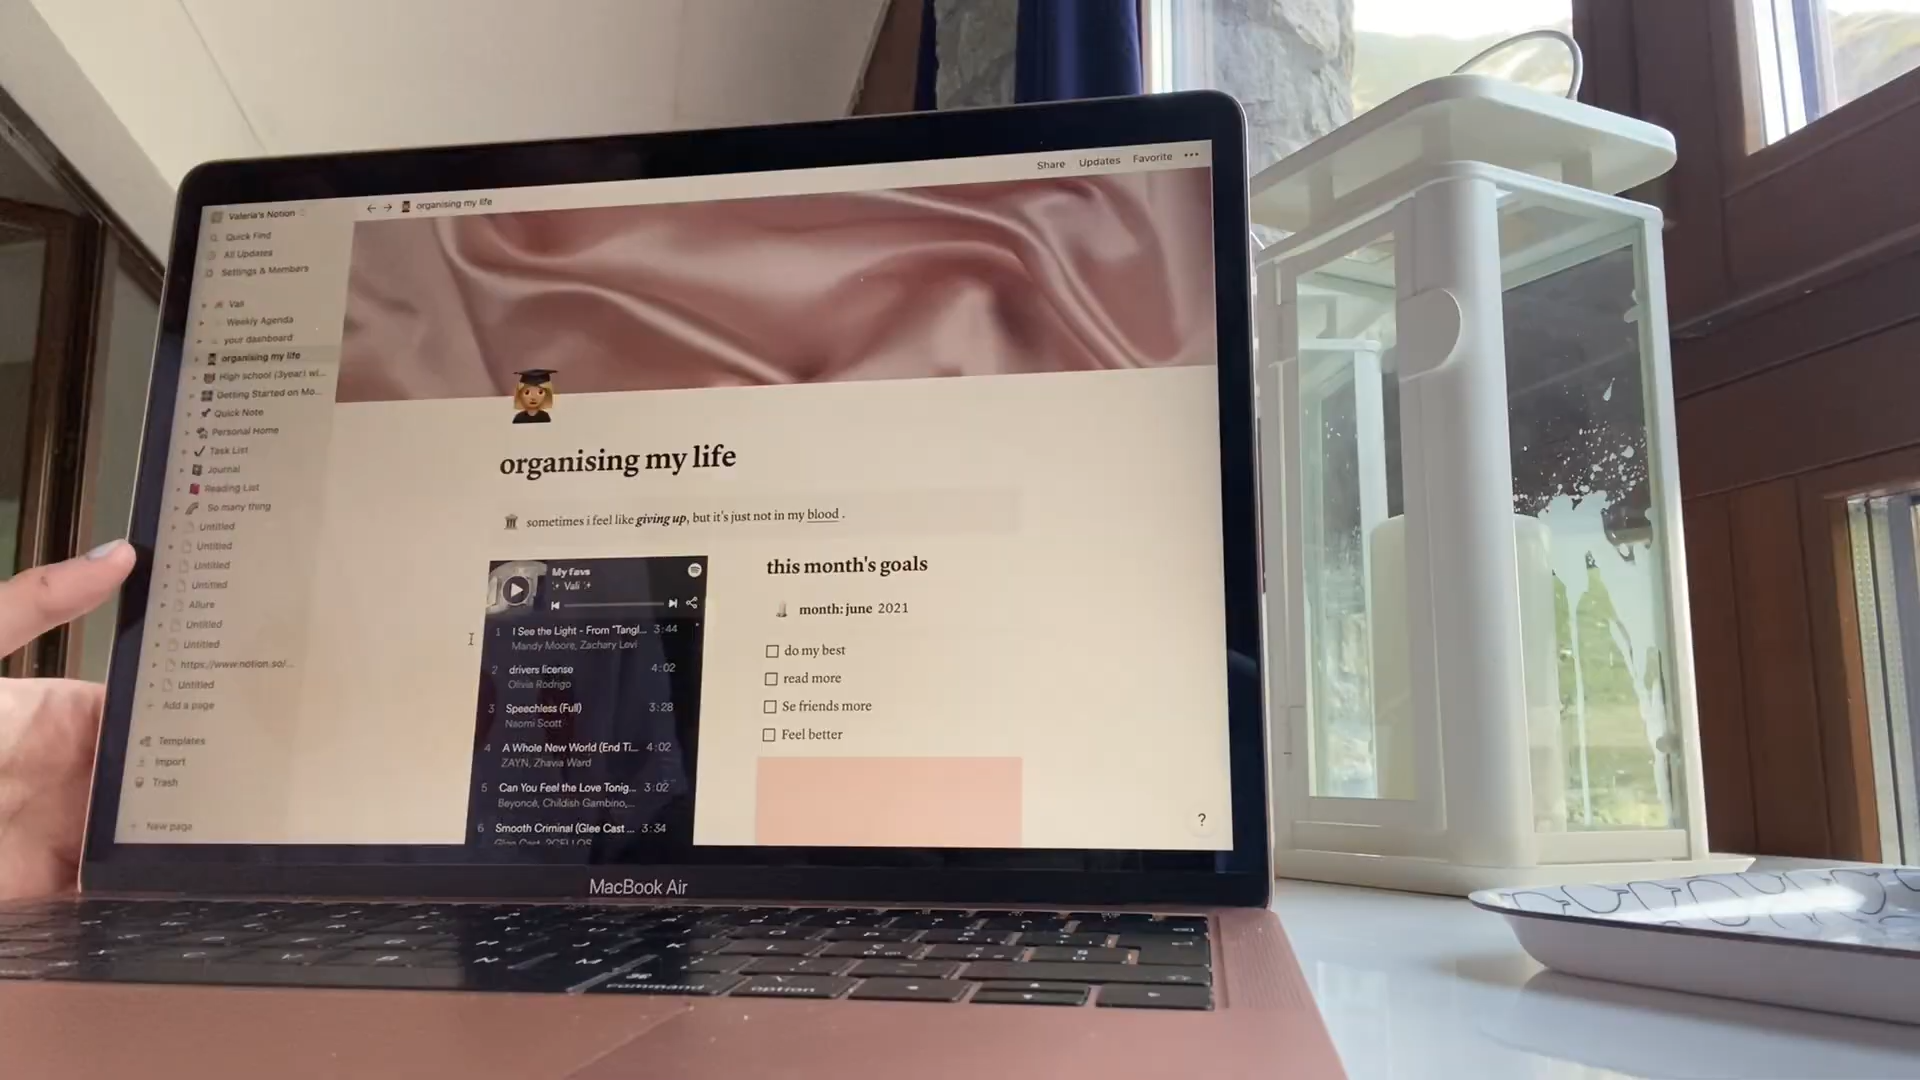 Share Updates Favorite •••
Valeria's Notion
← → organising my life
Quick Find
All Updates
Settings & Members
Vali
Weekly Agenda
your dashboard
organising my life
High school (3year) wi...
Getting Started on Mo...
Quick Note
Personal Home
Task List
Journal
Reading List
So many thing
Untitled
Untitled
Untitled
Untitled
Allure
Untitled
Untitled
https://www.notion.so/...
Untitled
+ Add a page
Templates
Import
Trash
+ New page
organising my life
sometimes i feel like giving up, but it's just not in my blood .
My favs
Vali
1 I See the Light - From "Tangl... 3:44
Mandy Moore, Zachary Levi
2 drivers license 4:02
Olivia Rodrigo
3 Speechless (Full) 3:28
Naomi Scott
4 A Whole New World (End Ti... 4:02
ZAYN, Zhavia Ward
5 Can You Feel the Love Tonig... 3:02
Beyoncé, Childish Gambino,...
6 Smooth Criminal (Glee Cast ... 3:34
Glee Cast, 2CELLOS
this month's goals
month: june 2021
do my best
read more
Se friends more
Feel better
?
MacBook Air
command option